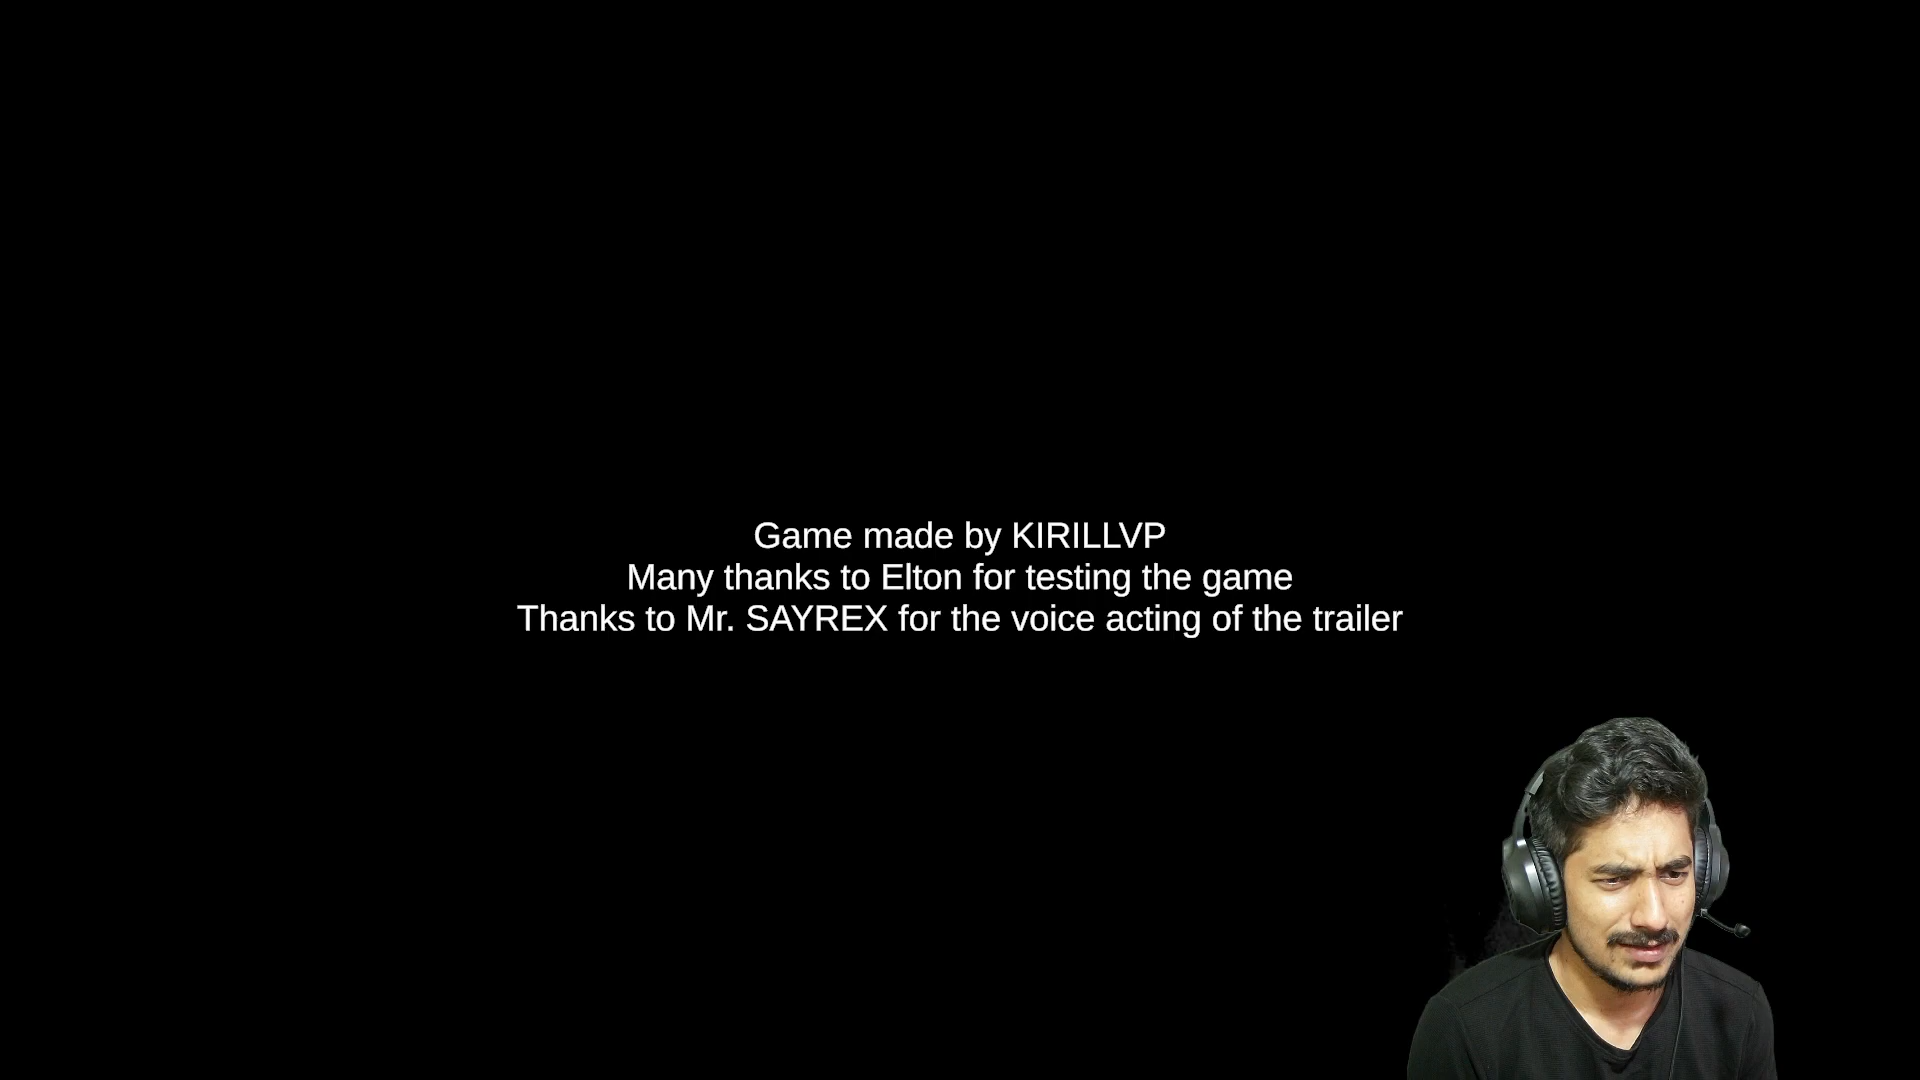 Game made by KIRILLVP
Many thanks to Elton for testing the game
Thanks to Mr. SAYREX for the voice acting of the trailer